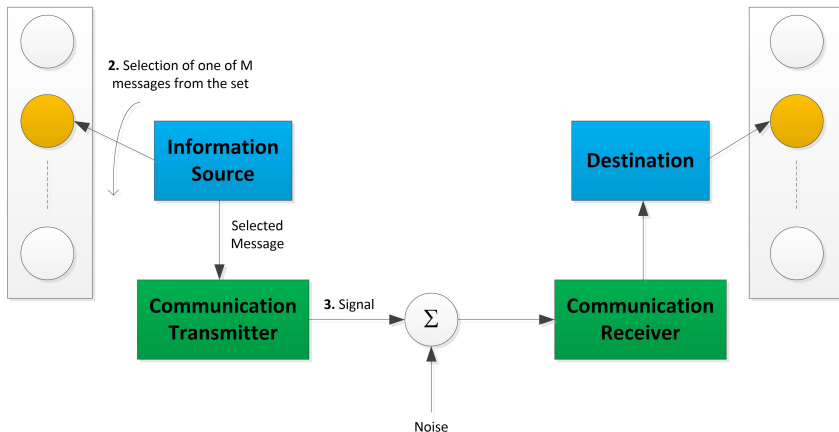 2. Selection of one of M
messages from the set
Information
Source
Destination
Selected
Message
Communication
Transmitter
3. Signal
Σ
Communication
Receiver
Noise